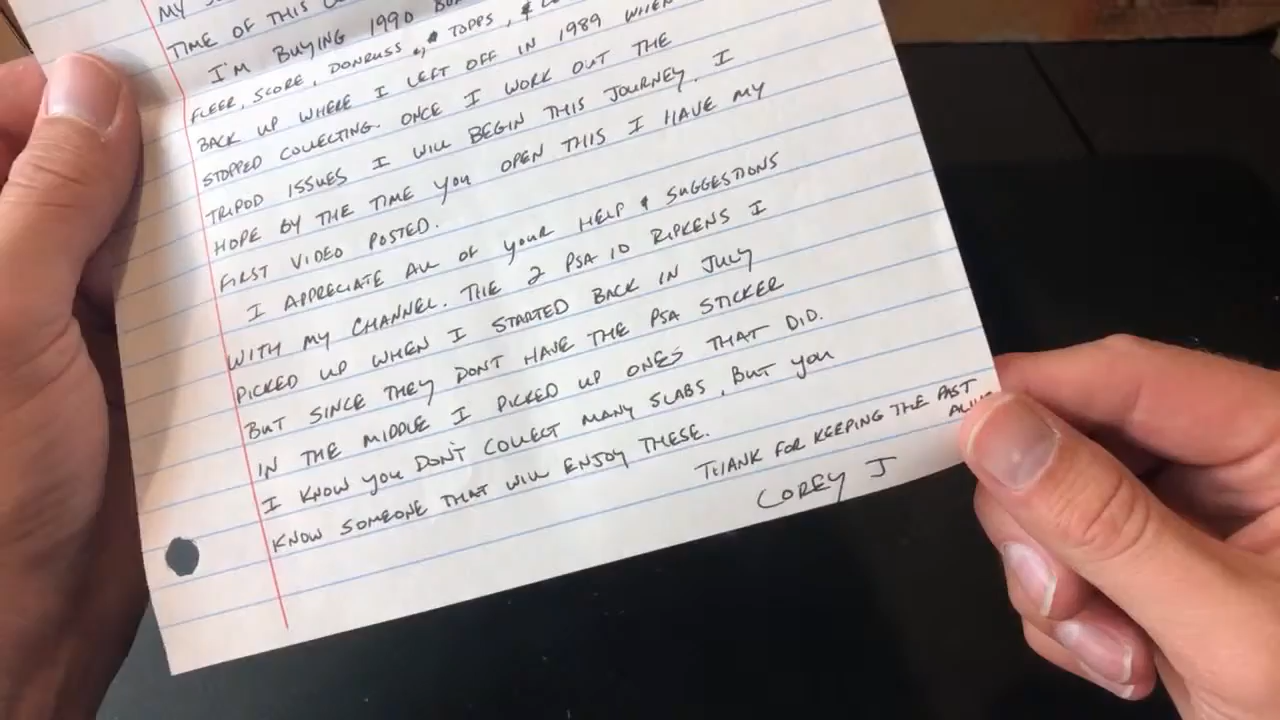 MY
TIME OF THIS
I'M BUYING 1990
FLEER, SCORE, DONRUSS, & TOPPS, &
BACK UP WHERE I LEFT OFF IN 1989 WHEN
STOPPED COLLECTING. ONCE I WORK OUT THE
TRIPOD ISSUES I WILL BEGIN THIS JOURNEY. I
HOPE BY THE TIME YOU OPEN THIS I HAVE MY
FIRST VIDEO POSTED.
I APPRECIATE ALL OF YOUR HELP & SUGGESTIONS
WITH MY CHANNEL. THE 2 PSA 10 RIPKENS I
PICKED UP WHEN I STARTED BACK IN JULY
BUT SINCE THEY DON'T HAVE THE PSA STICKER
IN THE MIDDLE I PICKED UP ONES THAT DID.
I KNOW YOU DON'T COLLECT MANY SLABS, BUT YOU
KNOW SOMEONE THAT WILL ENJOY THESE.
THANK FOR KEEPING THE PAST
ALIVE
COREY J